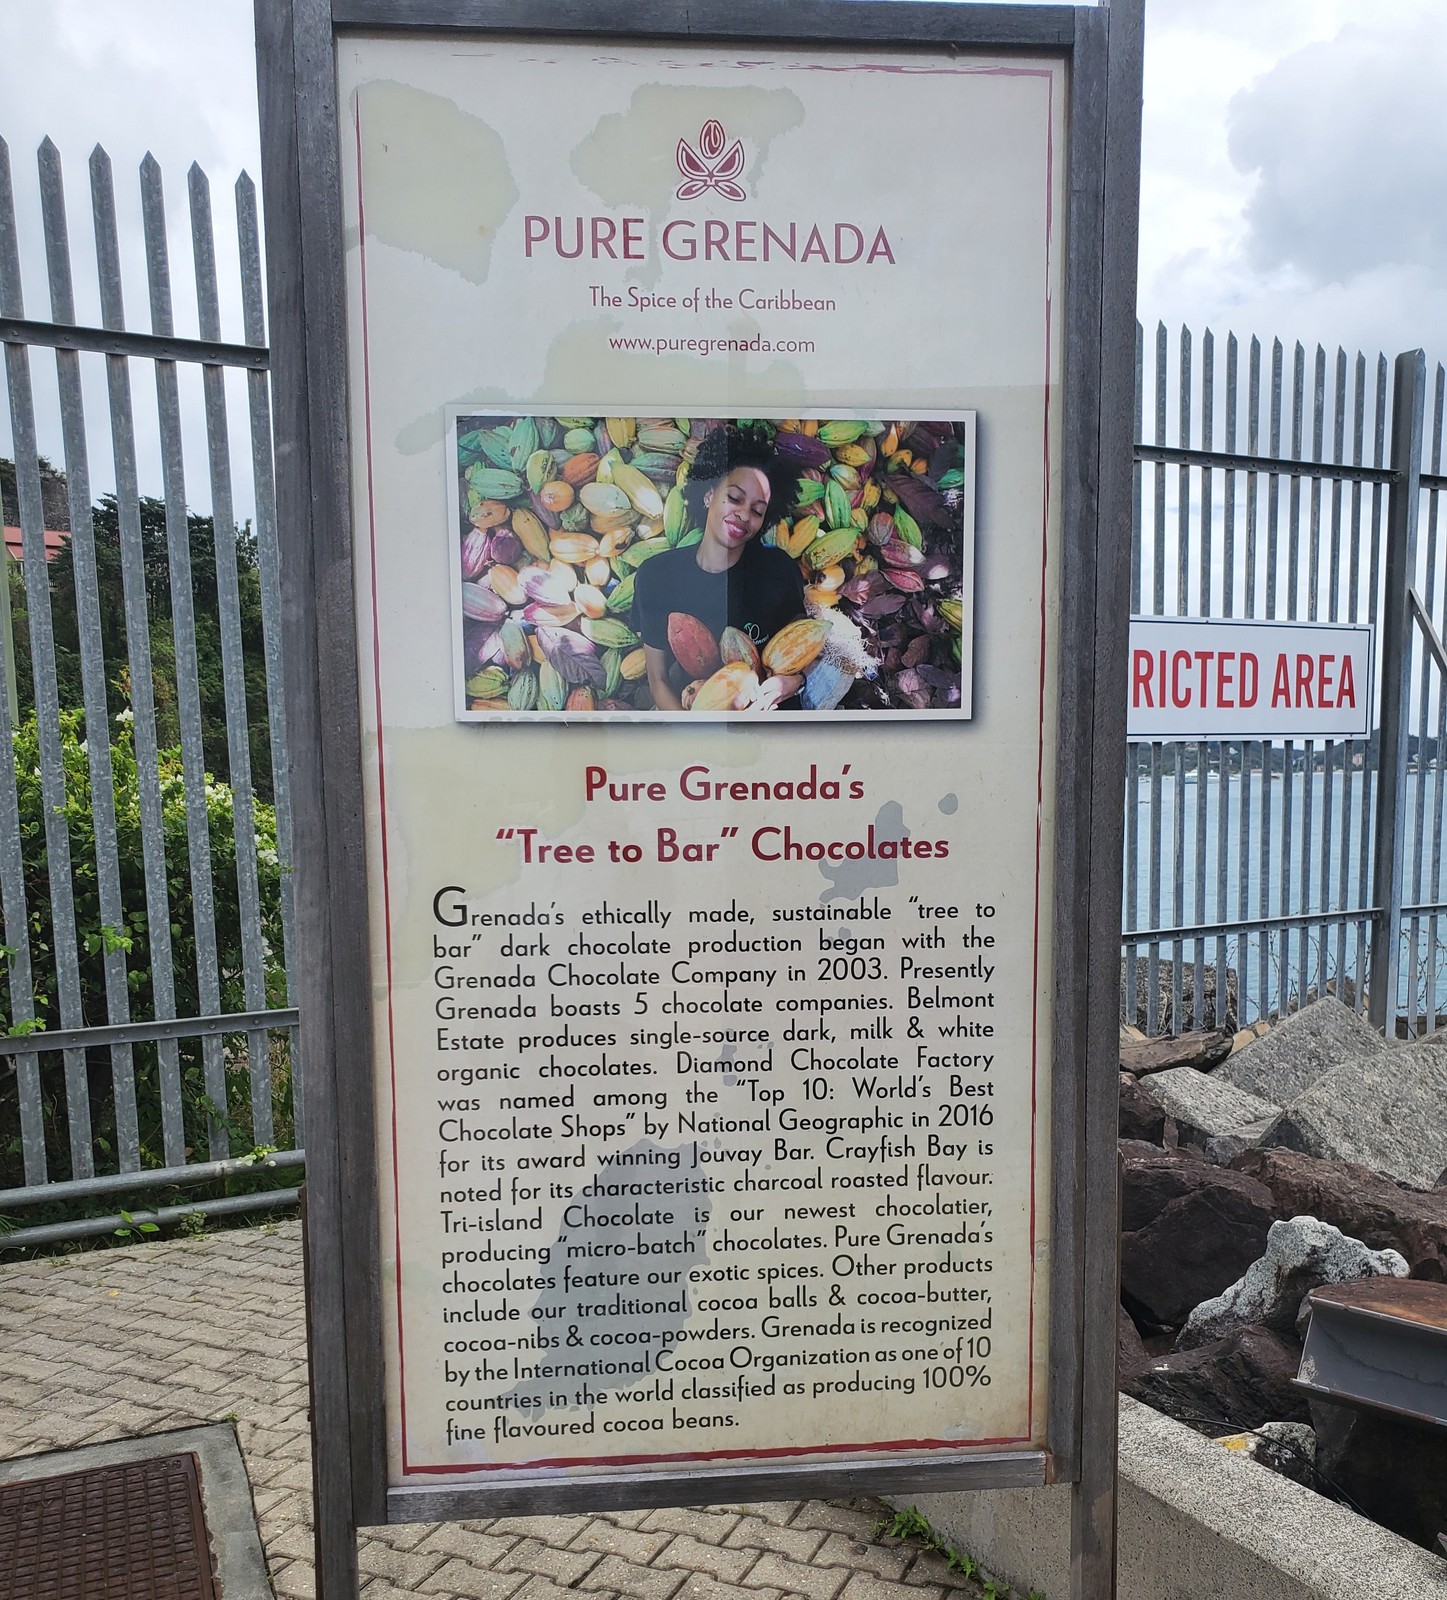 PURE GRENADA
The Spice of the Caribbean
www.puregrenada.com
Pure Grenada's
"Tree to Bar" Chocolates
Grenada's ethically made, sustainable "tree to
bar" dark chocolate production began with the
Grenada Chocolate Company in 2003. Presently
Grenada boasts 5 chocolate companies. Belmont
Estate produces single-source dark, milk & white
organic chocolates. Diamond Chocolate Factory
was named among the "Top 10: World's Best
Chocolate Shops" by National Geographic in 2016
for its award winning Jouvay Bar. Crayfish Bay is
noted for its characteristic charcoal roasted flavour.
Tri-island Chocolate is our newest chocolatier,
producing "micro-batch" chocolates. Pure Grenada's
chocolates feature our exotic spices. Other products
include our traditional cocoa balls & cocoa-butter,
cocoa-nibs & cocoa-powders. Grenada is recognized
by the International Cocoa Organization as one of 10
countries in the world classified as producing 100%
fine flavoured cocoa beans.
RICTED AREA